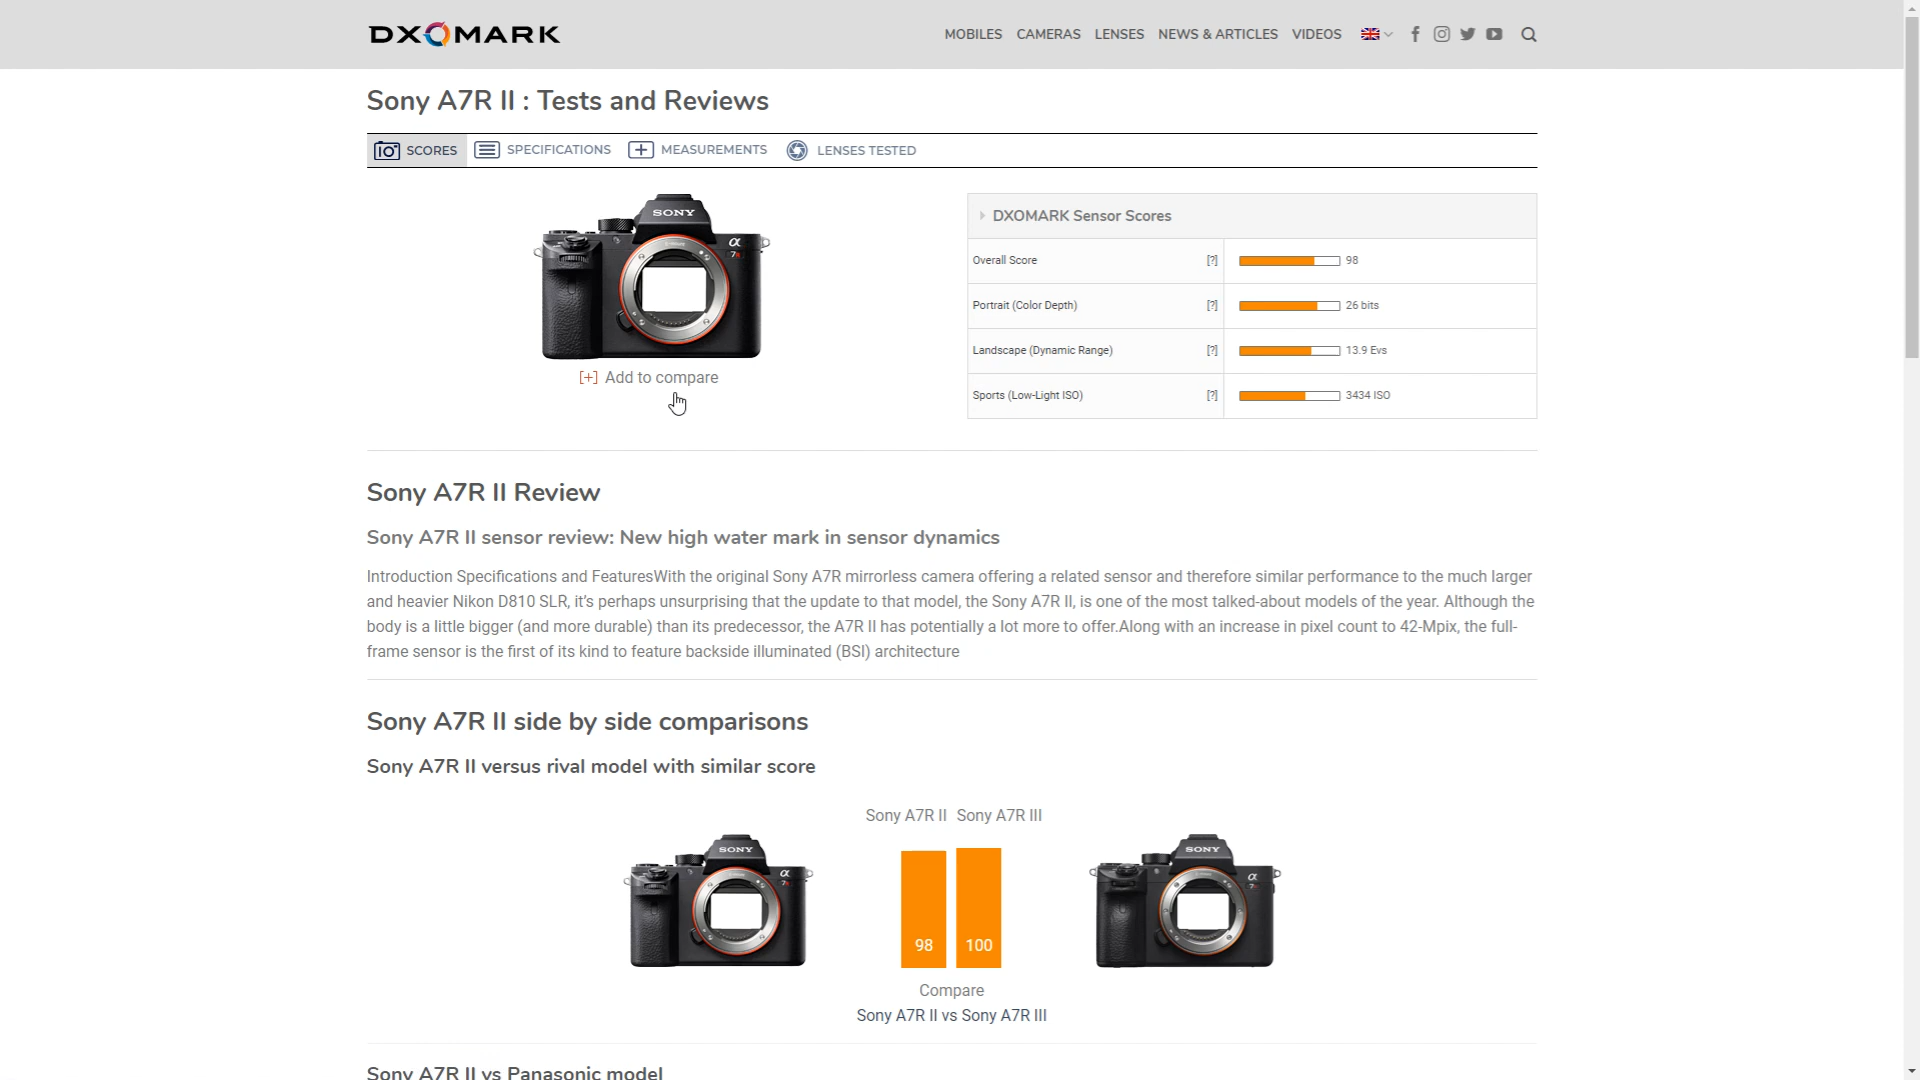 DXOMARK
MOBILES CAMERAS LENSES NEWS & ARTICLES VIDEOS
Sony A7R II : Tests and Reviews
SCORES SPECIFICATIONS MEASUREMENTS LENSES TESTED
SONY
α
7R
[+] Add to compare
DXOMARK Sensor Scores
Overall Score [?] 98
Portrait (Color Depth) [?] 26 bits
Landscape (Dynamic Range) [?] 13.9 Evs
Sports (Low-Light ISO) [?] 3434 ISO
Sony A7R II Review
Sony A7R II sensor review: New high water mark in sensor dynamics
Introduction Specifications and FeaturesWith the original Sony A7R mirrorless camera offering a related sensor and therefore similar performance to the much larger
and heavier Nikon D810 SLR, it's perhaps unsurprising that the update to that model, the Sony A7R II, is one of the most talked-about models of the year. Although the
body is a little bigger (and more durable) than its predecessor, the A7R II has potentially a lot more to offer.Along with an increase in pixel count to 42-Mpix, the full-
frame sensor is the first of its kind to feature backside illuminated (BSI) architecture
Sony A7R II side by side comparisons
Sony A7R II versus rival model with similar score
Sony A7R II Sony A7R III
SONY
α
98 100
SONY
α
Compare
Sony A7R II vs Sony A7R III
Sony A7R II vs Panasonic model